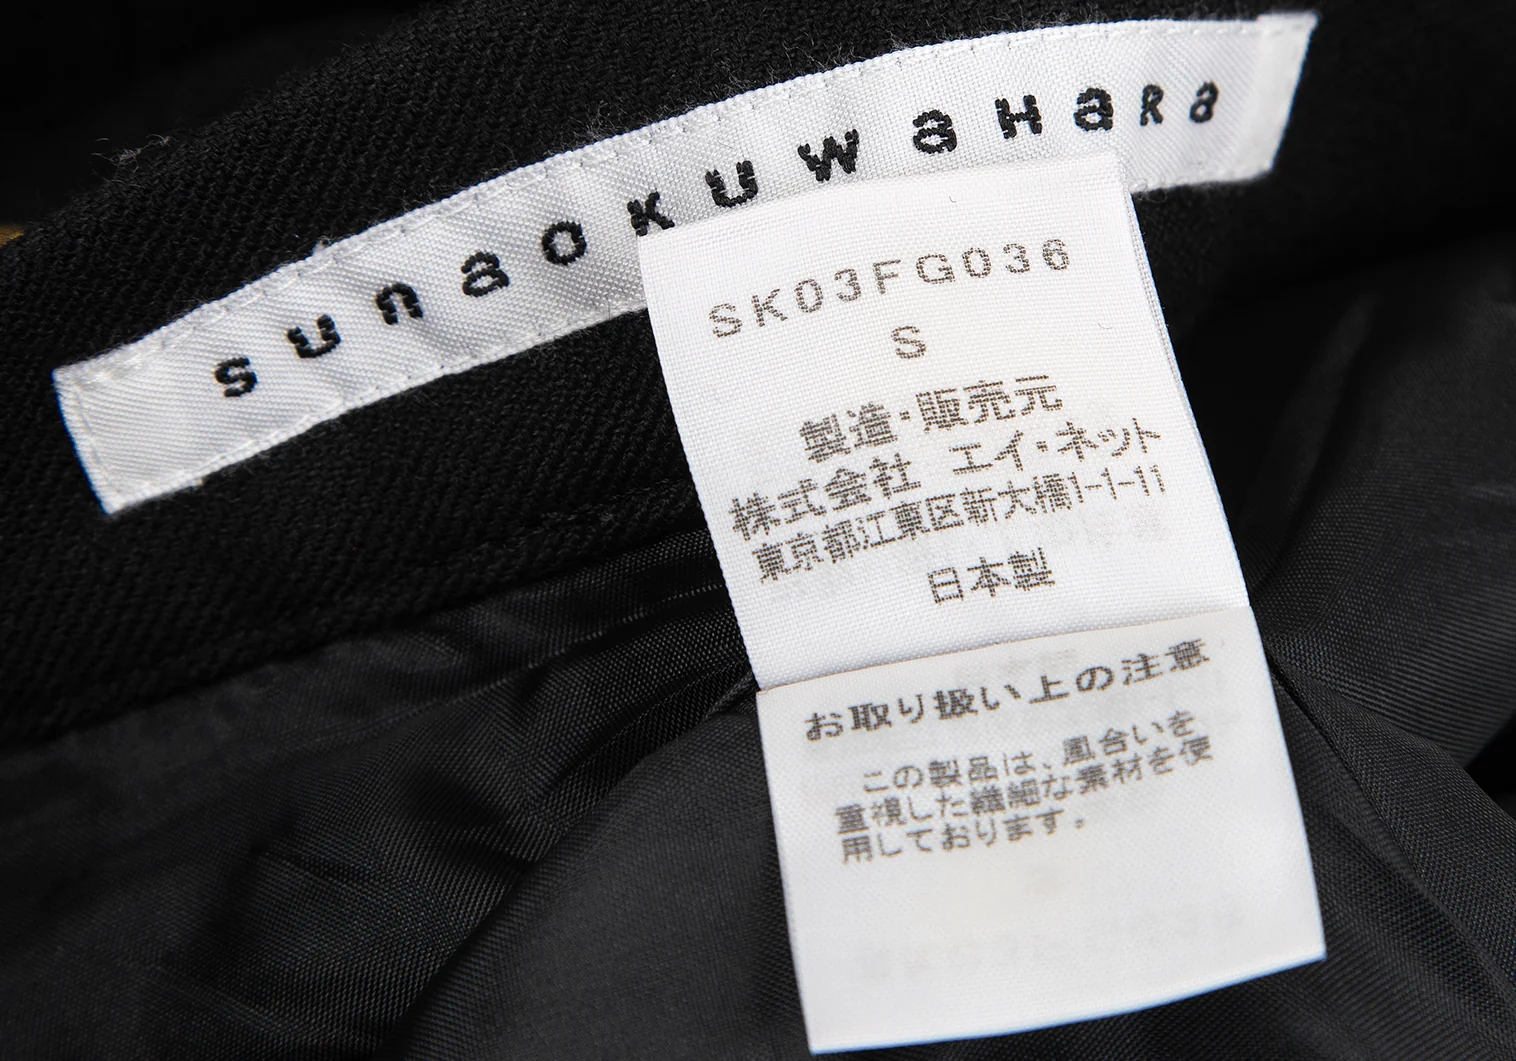 sunaoKUWaHaRa
SK03FG036
S
製造・販売元
株式会社 エイ・ネット
東京都江東区新大橋1-1-11
日本製
お取り扱い上の注意
この製品は、風合いを
重視した繊細な素材を使
用しております。